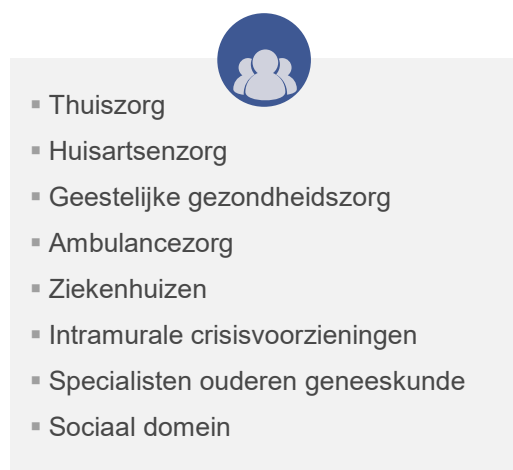 Thuiszorg
Huisartsenzorg
Geestelijke gezondheidszorg
Ambulancezorg
Ziekenhuizen
Intramurale crisisvoorzieningen
Specialisten ouderen geneeskunde
Sociaal domein